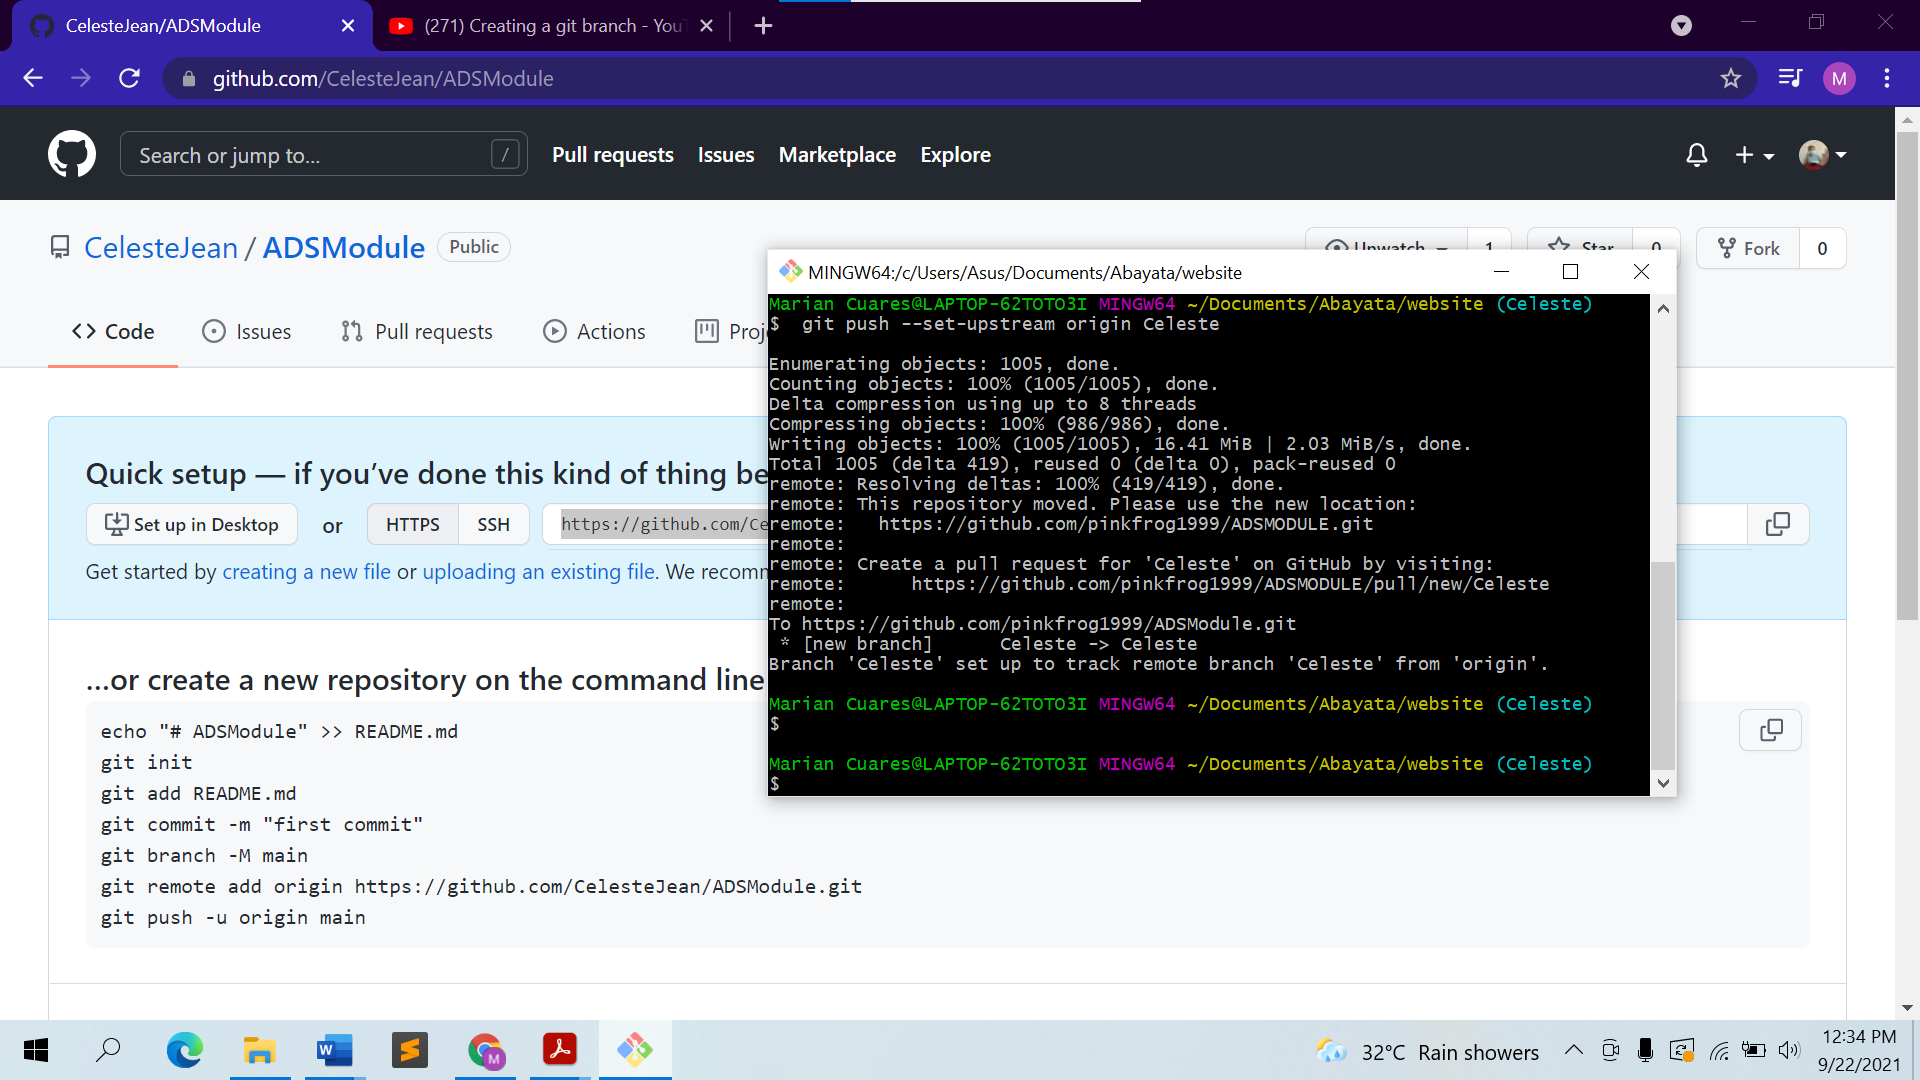 CelesteJean/ADSModule
(271) Creating a git branch - You
github.com/CelesteJean/ADSModule
M
Search or jump to...
/
Pull requests
Issues
Marketplace
Explore
CelesteJean / ADSModule
Public
Unwatch
1
Star
0
Fork
0
Code
Issues
Pull requests
Actions
Proj
Quick setup — if you’ve done this kind of thing be
Set up in Desktop
or
HTTPS
SSH
https://github.com/Ce
Get started by creating a new file or uploading an existing file. We recomm
...or create a new repository on the command line
echo "# ADSModule" >> README.md
git init
git add README.md
git commit -m "first commit"
git branch -M main
git remote add origin https://github.com/CelesteJean/ADSModule.git
git push -u origin main
MINGW64:/c/Users/Asus/Documents/Abayata/website
Marian Cuares@LAPTOP-62TOTO3I MINGW64 ~/Documents/Abayata/website (Celeste)
$  git push --set-upstream origin Celeste
Enumerating objects: 1005, done.
Counting objects: 100% (1005/1005), done.
Delta compression using up to 8 threads
Compressing objects: 100% (986/986), done.
Writing objects: 100% (1005/1005), 16.41 MiB | 2.03 MiB/s, done.
Total 1005 (delta 419), reused 0 (delta 0), pack-reused 0
remote: Resolving deltas: 100% (419/419), done.
remote: This repository moved. Please use the new location:
remote:   https://github.com/pinkfrog1999/ADSMODULE.git
remote:
remote: Create a pull request for 'Celeste' on GitHub by visiting:
remote:      https://github.com/pinkfrog1999/ADSMODULE/pull/new/Celeste
remote:
To https://github.com/pinkfrog1999/ADSModule.git
 * [new branch]      Celeste -> Celeste
Branch 'Celeste' set up to track remote branch 'Celeste' from 'origin'.
Marian Cuares@LAPTOP-62TOTO3I MINGW64 ~/Documents/Abayata/website (Celeste)
$
Marian Cuares@LAPTOP-62TOTO3I MINGW64 ~/Documents/Abayata/website (Celeste)
$
32°C Rain showers
12:34 PM
9/22/2021